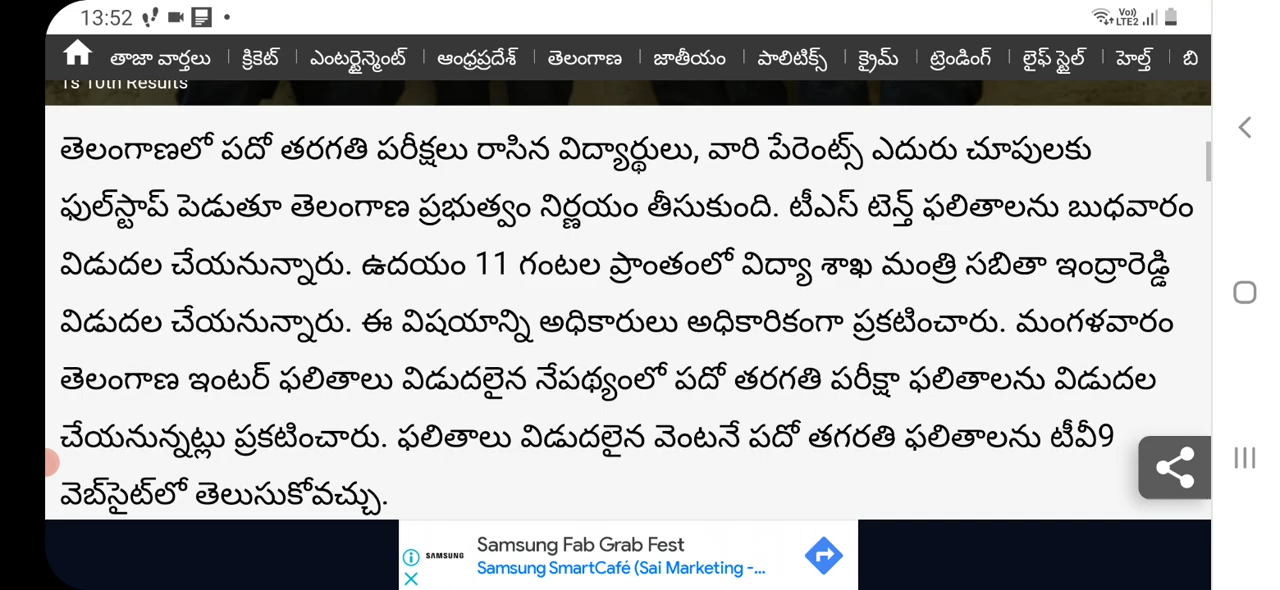 13:52
Vo)) LTE2
తాజా వార్తలు | క్రికెట్ | ఎంటర్టైన్మెంట్ | ఆంధ్రప్రదేశ్ | తెలంగాణ | జాతీయం | పాలిటిక్స్ | క్రైమ్ | ట్రెండింగ్ | లైఫ్ స్టైల్ | హెల్త్ | బి
Ts 10th Results
తెలంగాణలో పదో తరగతి పరీక్షలు రాసిన విద్యార్థులు, వారి పేరెంట్స్ ఎదురు చూపులకు
ఫుల్‌స్టాప్ పెడుతూ తెలంగాణ ప్రభుత్వం నిర్ణయం తీసుకుంది. టీఎస్ టెన్త్ ఫలితాలను బుధవారం
విడుదల చేయనున్నారు. ఉదయం 11 గంటల ప్రాంతంలో విద్యా శాఖ మంత్రి సబితా ఇంద్రారెడ్డి
విడుదల చేయనున్నారు. ఈ విషయాన్ని అధికారులు అధికారికంగా ప్రకటించారు. మంగళవారం
తెలంగాణ ఇంటర్ ఫలితాలు విడుదలైన నేపథ్యంలో పదో తరగతి పరీక్షా ఫలితాలను విడుదల
చేయనున్నట్లు ప్రకటించారు. ఫలితాలు విడుదలైన వెంటనే పదో తగరతి ఫలితాలను టీవీ9
వెబ్‌సైట్‌లో తెలుసుకోవచ్చు.
SAMSUNG
Samsung Fab Grab Fest
Samsung SmartCafé (Sai Marketing -...